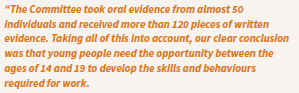 “The Committee took oral evidence from almost 50
individuals and received more than 120 pieces of written
evidence. Taking all of this into account, our clear conclusion
was that young people need the opportunity between the
ages of 14 and 19 to develop the skills and behaviours
required for work.